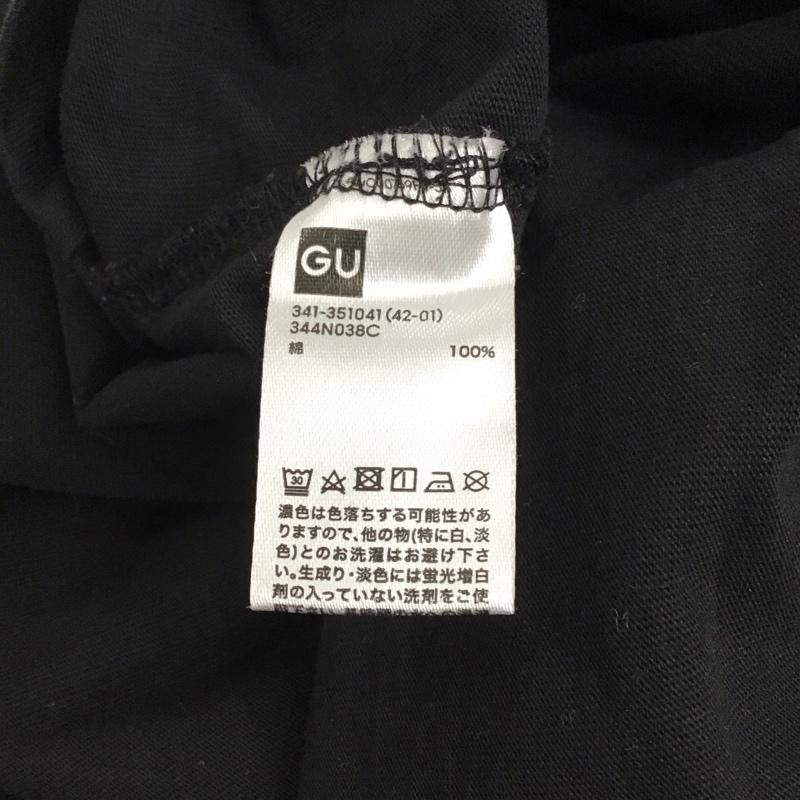 GU
341-351041(42-01)
344N038C
綿 100%
30
濃色は色落ちする可能性があ
りますので、他の物(特に白、淡
色)とのお洗濯はお避け下さ
い。生成り・淡色には蛍光増白
剤の入っていない洗剤をご使